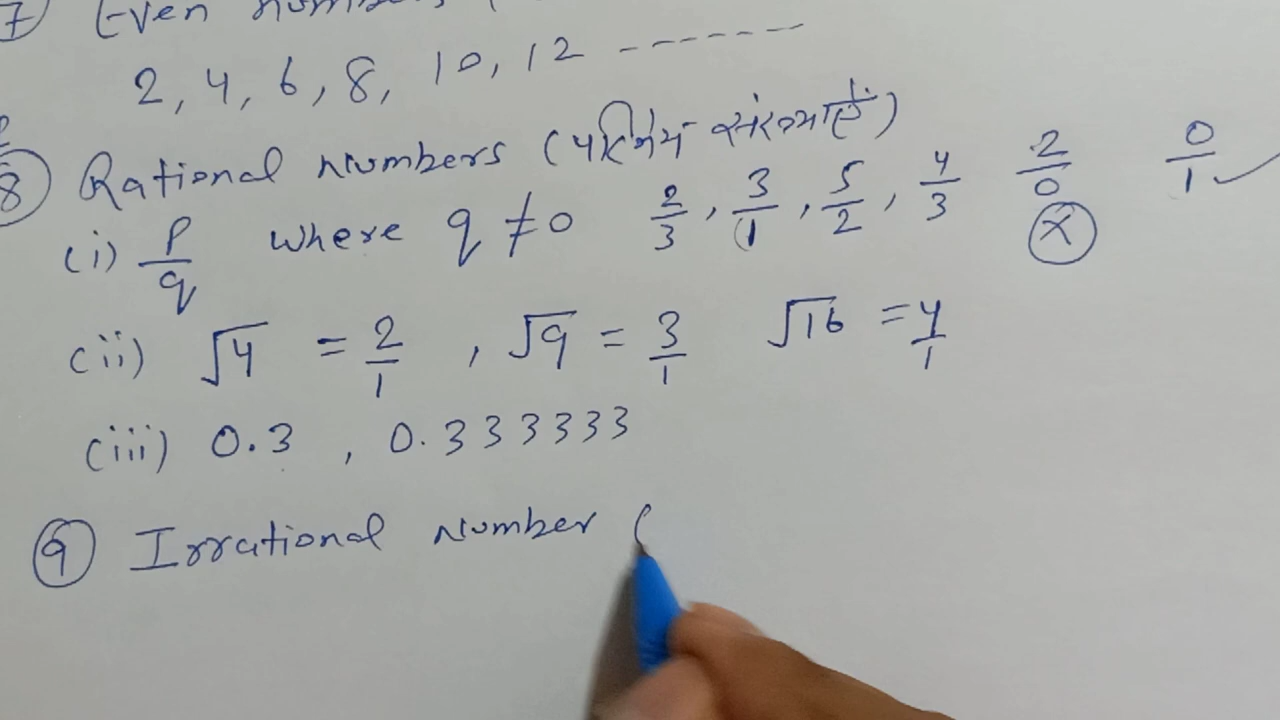 7 Even numbers (
2, 4, 6, 8, 10, 12 -------
8 Rational Numbers (परिमेय संख्याएँ)
(i) p/q where q ≠ 0 2/3, 3/1, 5/2, 4/3 2/0 (x) 0/1 ✓
(ii) √4 = 2/1, √9 = 3/1 √16 = 4/1
(iii) 0.3, 0.333333
9 Irrational Number (